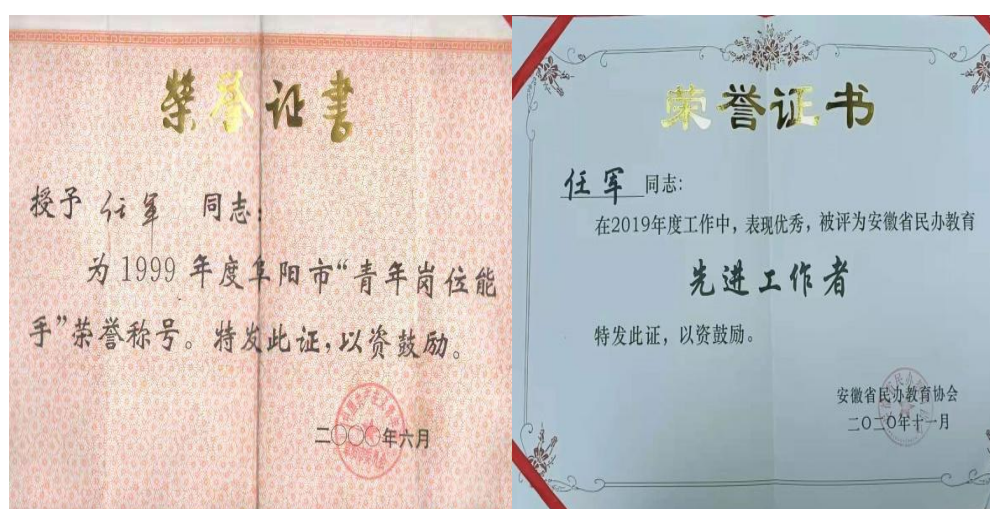 榮誉证書
授予 任军 同志:
为1999年度阜阳市“青年岗位能
手”荣誉称号。特发此证,以资鼓励。
二〇〇〇年六月
荣誉证书
任军 同志:
在2019年度工作中,表现优秀,被评为安徽省民办教育
先进工作者
特发此证,以资鼓励。
安徽省民办教育协会
二〇二〇年十一月